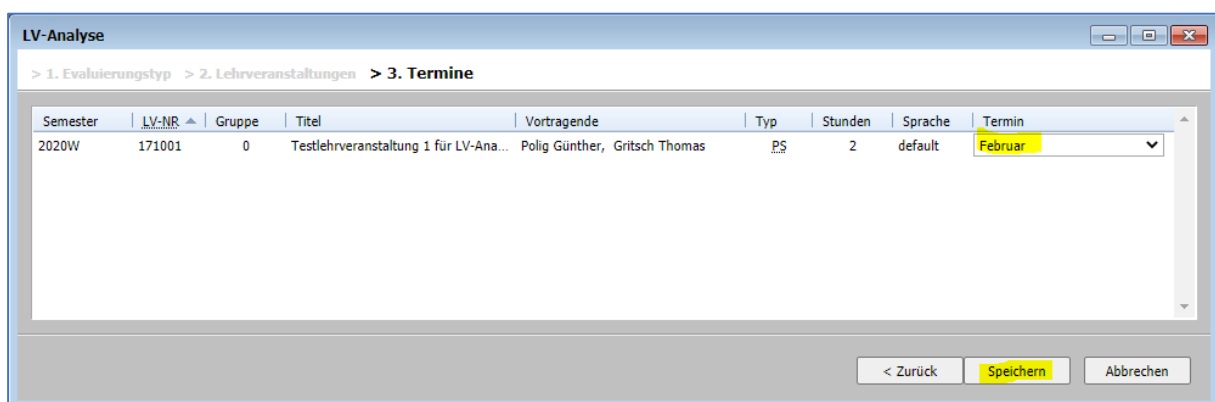 LV-Analyse
> 1. Evaluierungstyp > 2. Lehrveranstaltungen > 3. Termine
Semester LV-NR Gruppe Titel Vortragende Typ Stunden Sprache Termin
2020W 171001 0 Testlehrveranstaltung 1 für LV-Ana... Polig Günther, Gritsch Thomas PS 2 default Februar
< Zurück Speichern Abbrechen